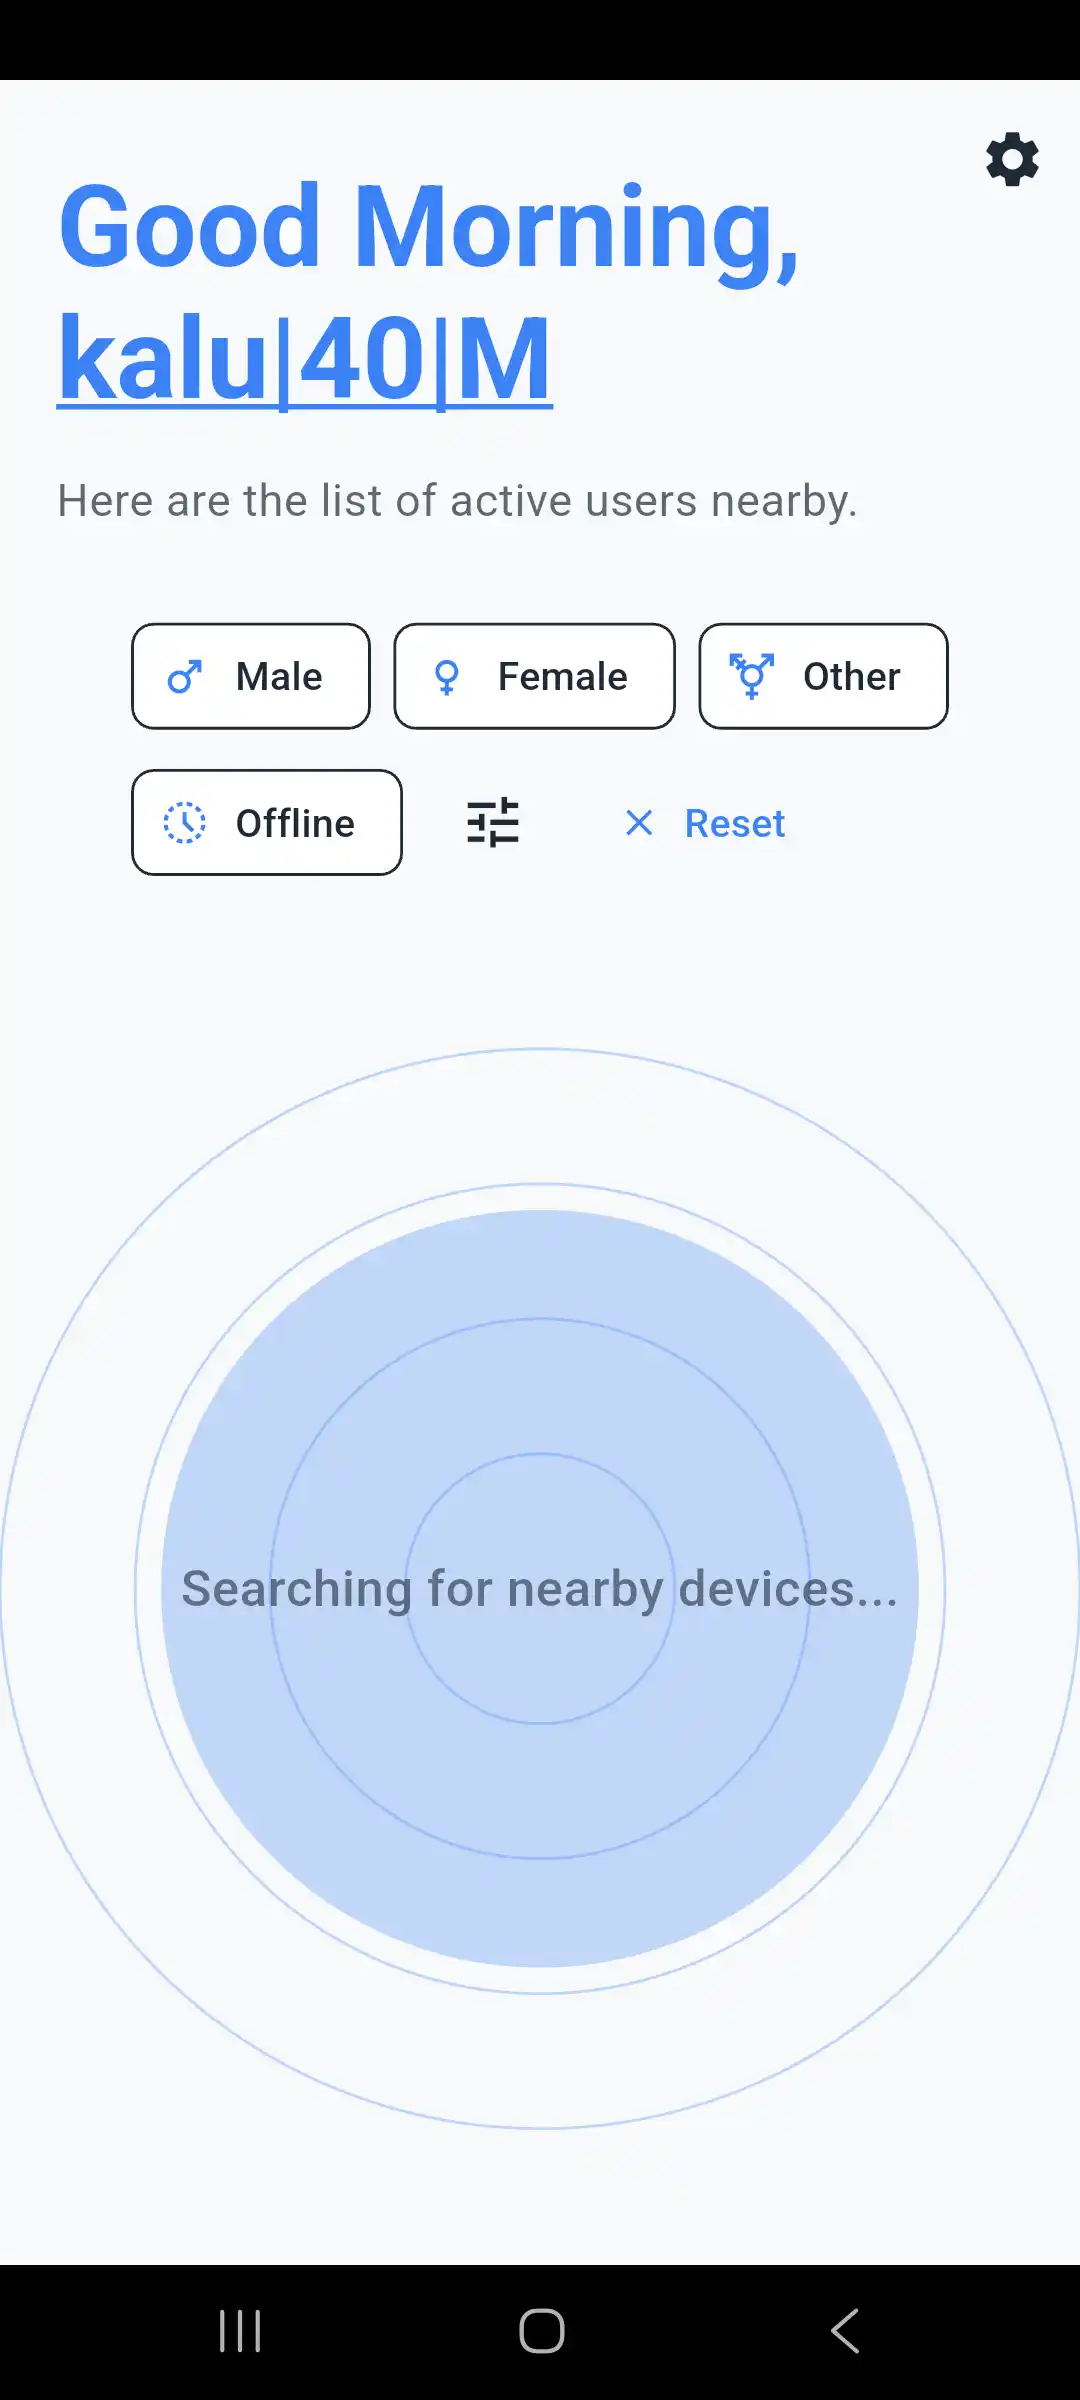 Good Morning,
kalu|40|M
Here are the list of active users nearby.
Male
Female
Other
Offline
Reset
Searching for nearby devices...